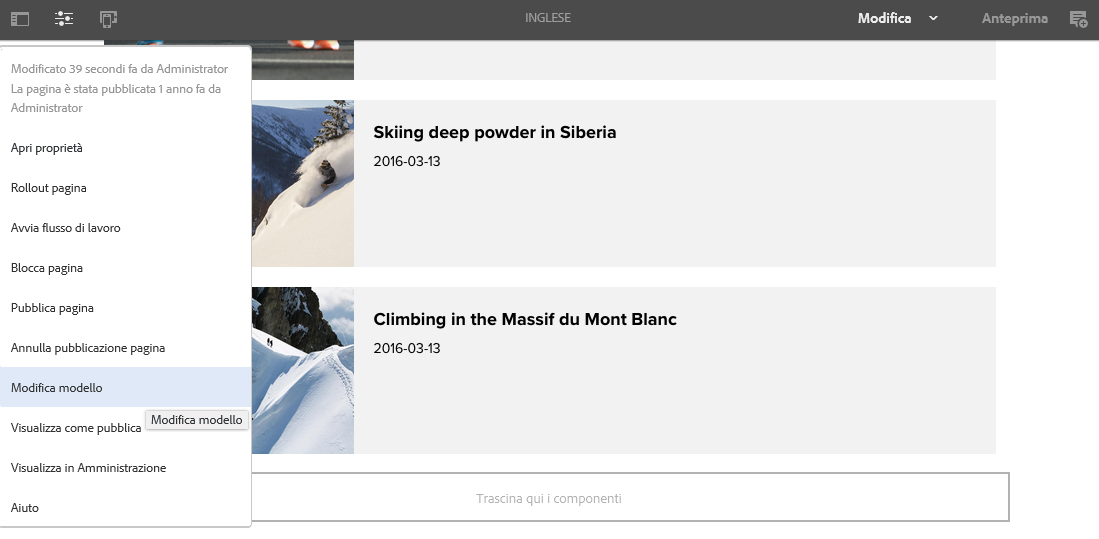 INGLESE
Modifica
Anteprima
Modificato 39 secondi fa da Administrator
La pagina è stata pubblicata 1 anno fa da
Administrator
Apri proprietà
Rollout pagina
Avvia flusso di lavoro
Blocca pagina
Pubblica pagina
Annulla pubblicazione pagina
Modifica modello
Modifica modello
Visualizza come pubblica
Visualizza in Amministrazione
Aiuto
Skiing deep powder in Siberia
2016-03-13
Climbing in the Massif du Mont Blanc
2016-03-13
Trascina qui i componenti